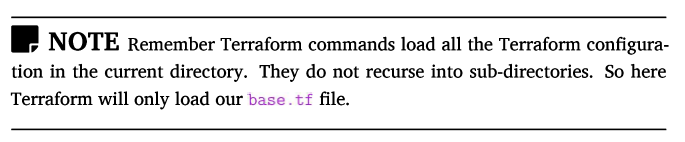 NOTE Remember Terraform commands load all the Terraform configura-
tion in the current directory. They do not recurse into sub-directories. So here
Terraform will only load our base.tf file.